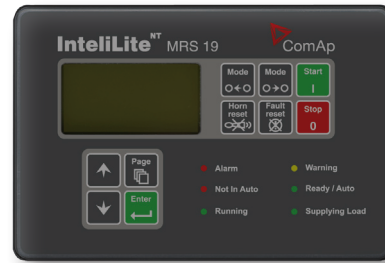 InteliLite NT MRS 19
ComAp
Mode Mode Start
I
Horn reset Fault reset Stop
0
Page
Enter
Alarm Warning
Not In Auto Ready / Auto
Running Supplying Load